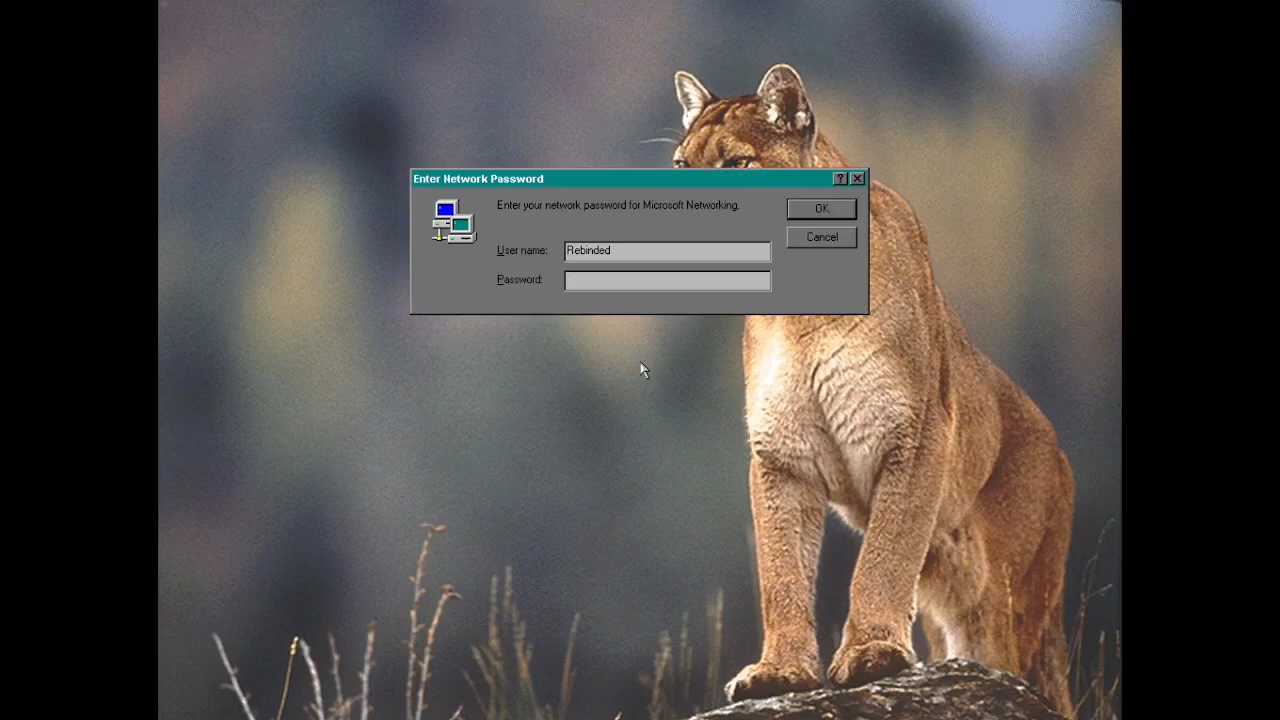 Enter Network Password
Enter your network password for Microsoft Networking.
OK
User name: Rebinded
Cancel
Password: